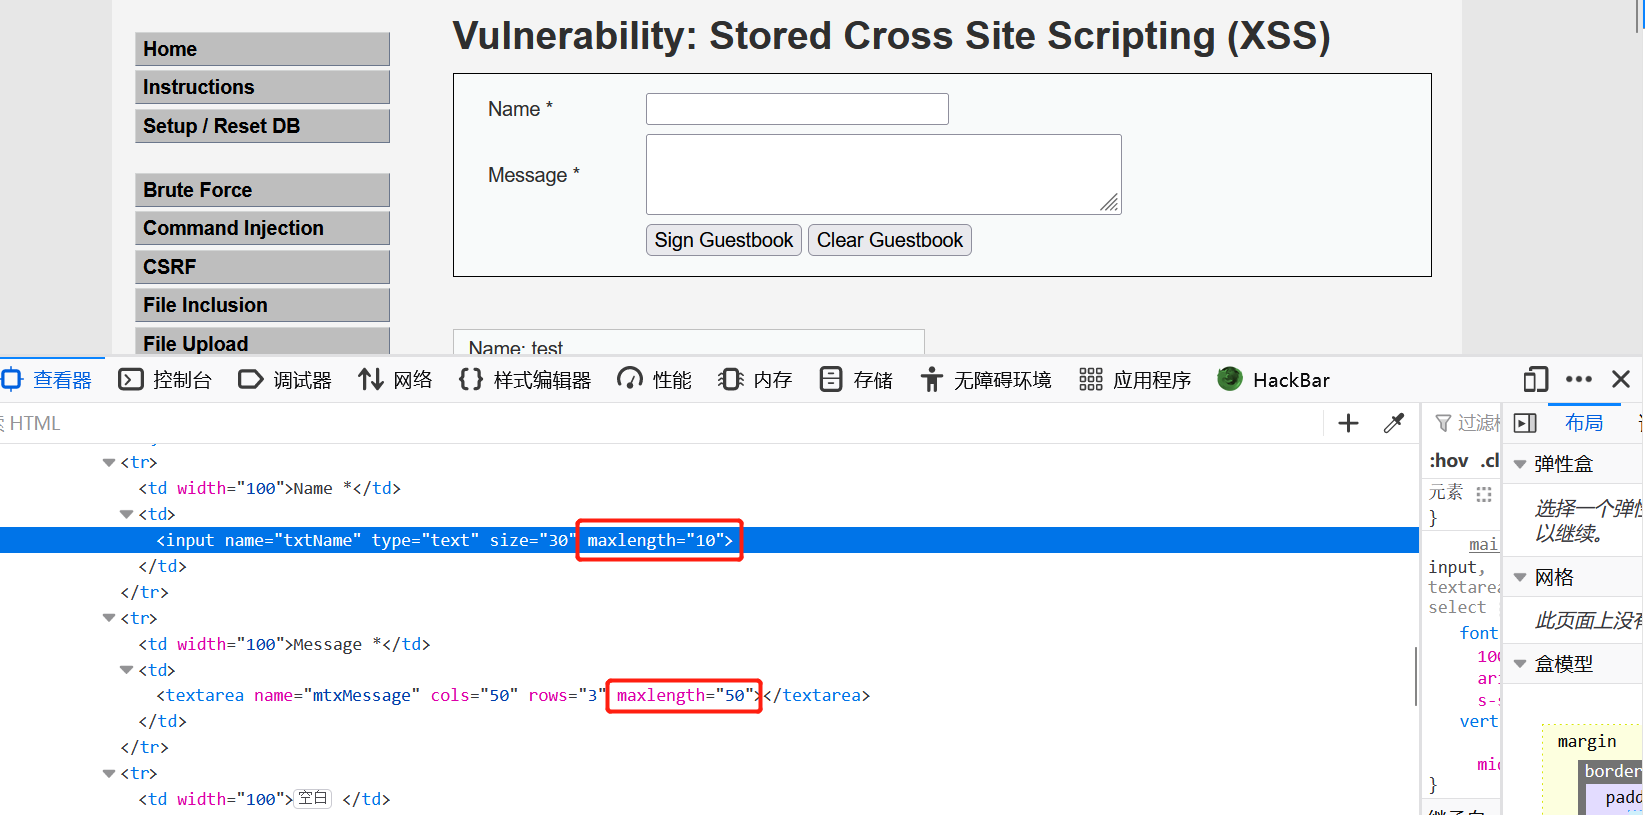 Vulnerability: Stored Cross Site Scripting (XSS)
Home
Instructions
Setup / Reset DB
Brute Force
Command Injection
CSRF
File Inclusion
File Upload
Name *
Message *
Sign Guestbook
Clear Guestbook
Name: test
查看器
控制台
调试器
网络
样式编辑器
性能
内存
存储
无障碍环境
应用程序
HackBar
HTML
<tr>
<td width="100">Name *</td>
<td>
<input name="txtName" type="text" size="30" maxlength="10">
</td>
</tr>
<tr>
<td width="100">Message *</td>
<td>
<textarea name="mtxMessage" cols="50" rows="3" maxlength="50"></textarea>
</td>
</tr>
<tr>
<td width="100">空白 </td>
过滤
:hov .cl
元素
}
mai
input,
textarea
select
font
100
ar
s-s
vert
mid
}
布局
弹性盒
选择一个弹性
以继续。
网格
此页面上没有
盒模型
margin
border
padd